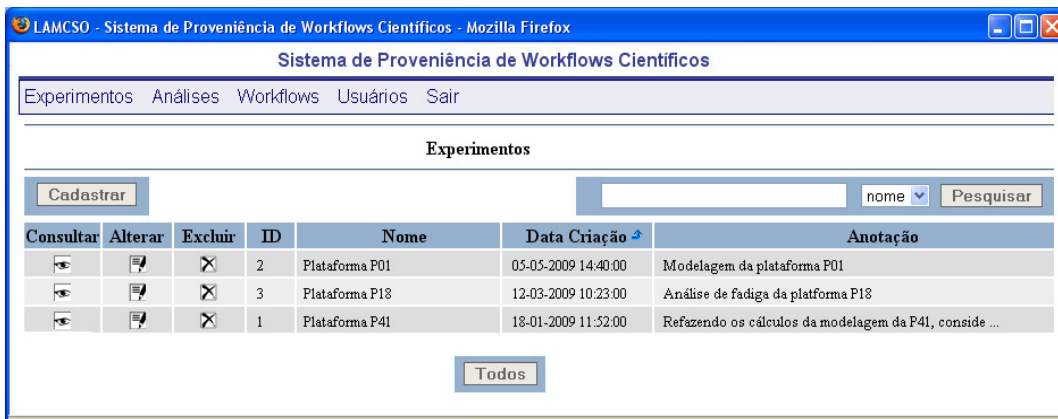 LAMCSO - Sistema de Proveniência de Workflows Científicos - Mozilla Firefox
Sistema de Proveniência de Workflows Científicos
Experimentos Análises Workflows Usuários Sair
Experimentos
Cadastrar nome Pesquisar
Consultar Alterar Excluir ID Nome Data Criação Anotação
2 Plataforma P01 05-05-2009 14:40:00 Modelagem da plataforma P01
3 Plataforma P18 12-03-2009 10:23:00 Análise de fadiga da platforma P18
1 Plataforma P41 18-01-2009 11:52:00 Refazendo os cálculos da modelagem da P41, conside ...
Todos